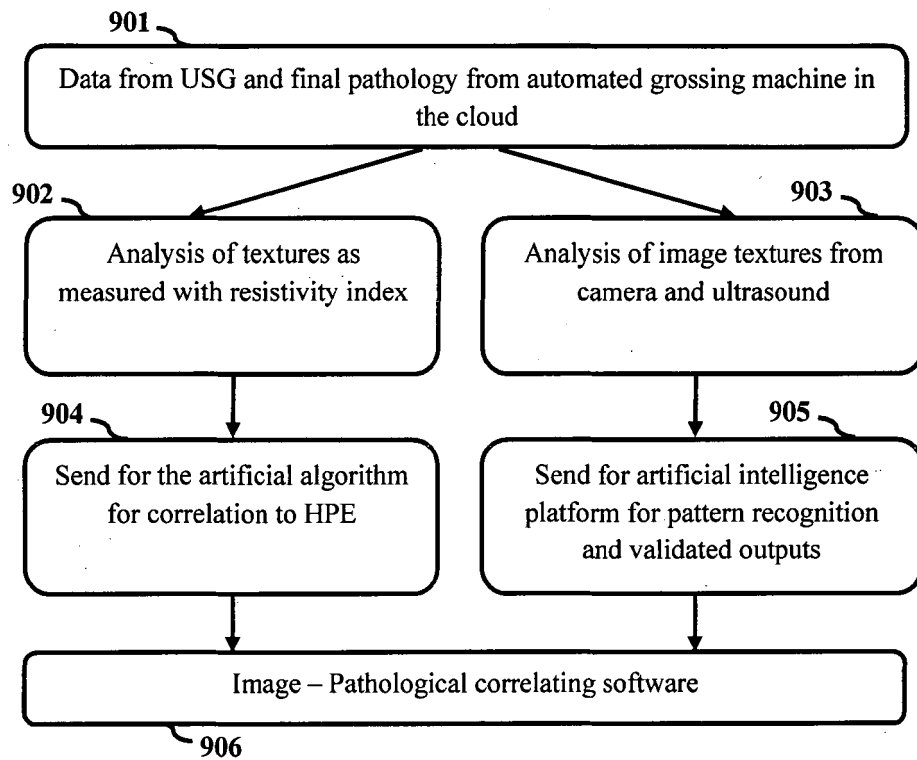 901
Data from USG and final pathology from automated grossing machine in
the cloud
902
Analysis of textures as
measured with resistivity index
903
Analysis of image textures from
camera and ultrasound
904
Send for the artificial algorithm
for correlation to HPE
905
Send for artificial intelligence
platform for pattern recognition
and validated outputs
Image – Pathological correlating software
906